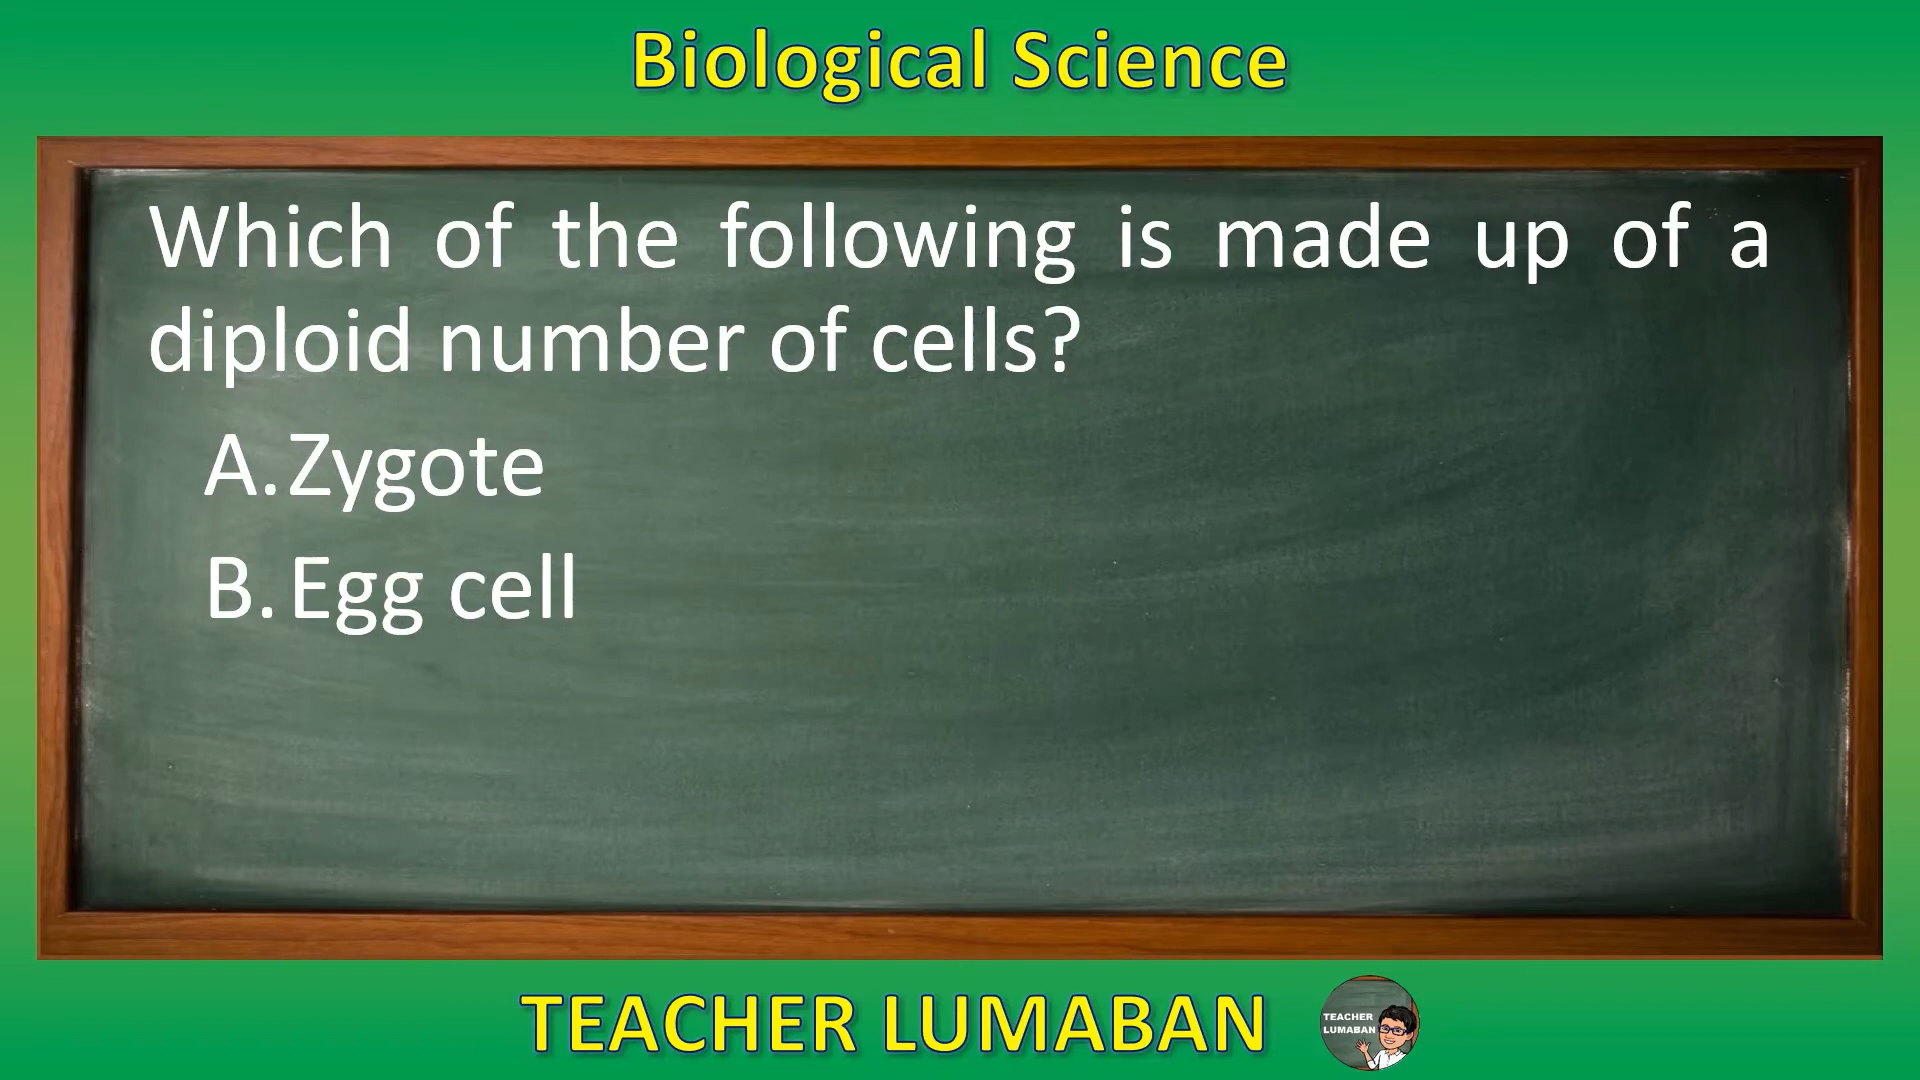 Biological Science
Which of the following is made up of a
diploid number of cells?
A. Zygote
B. Egg cell
TEACHER LUMABAN
TEACHER
LUMABAN